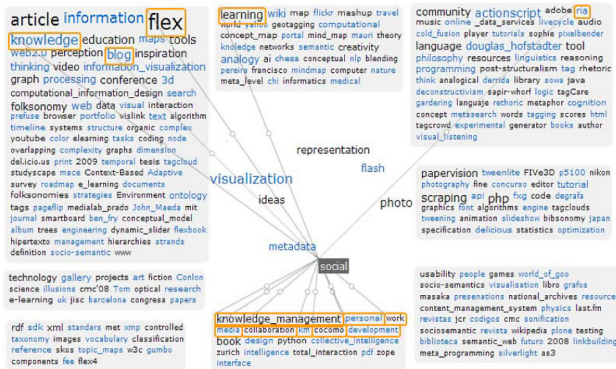 article information flex
knowledge education maps tools
web2.0 perception blog inspiration
thinking video information_visualization
graph processing conference 3d
computational_information_design search
folksonomy web data visual interaction
prefuse browser portfolio vislink text algorithm
timeline systems structure organic complex
youtube color elearning tasks coding node
overlapping complexity graphs dimension
del.icio.us print 2009 temporal tesis tagcloud
studyscape mace Context-Based Adaptive
survey roadmap e_learning documents
folksonomies strategies Environment ontology
tags pageflip medialab_prado John_Maeda mit
journal smartboard ben_fry conceptual_model
album trees engineering dynamic_slider flexbook
hipertexto management hierarchies strands
definition socio-semantic www
technology gallery projects art fiction Conlon
science illusions cmc'08 Tom optical research
e-learning uk jisc barcelona congress papers
rdf sdk xml standars met xmp controlled
taxonomy images vocabulary classification
reference skos topic_maps w3c gumbo
components fee flex4
learning wiki map flickr mashup travel
world yahoo geotagging computational
concept_map portal mind_map mauri theory
knowledge networks semantic creativity
analogy ai chess conceptual nlp blending
pereira francisco mindmap computer nature
meta_level chi informatics medical
representation
flash
visualization
ideas
photo
metadata
social
knowledge_management personal work
media collaboration km cocomo development
book design python collective_intelligence
zurich intelligence total_interaction pdf zope
interface
community actionscript adobe ria
music online _data_services livecycle audio
cold_fusion player tutorials sophie pixelbender
language douglas_hofstadter tool
philosophy resources linguistics reasoning
programming post-structuralism tag rhetoric
think analogical derrida library sowa java
deconstructivism sapir-whorf logic tagCare
gardering language rethoric metaphor cognition
concept metasearch words tagging scores html
tagcrowd experimental generator books author
visual_listening
papervision tweenlite FIVe3D p5100 nikon
photography fine concurso editor tutorial
scraping api php fxg code degrafa
graphics font algorithms engine tagclouds
tweening animation slideshow bibsonomy japan
specification delicious statistics optimization
usability people games world_of_goo
socio-semantics visualisation libro grafos
masaka presenations national_archives resource
content_management_system physics last.fm
revistas jcr codigos cmc sonification
sociosemantic revista wikipedia plone testing
biblioteca semantic_web futuro 2008 linkbuilding
meta_programming silverlight as3